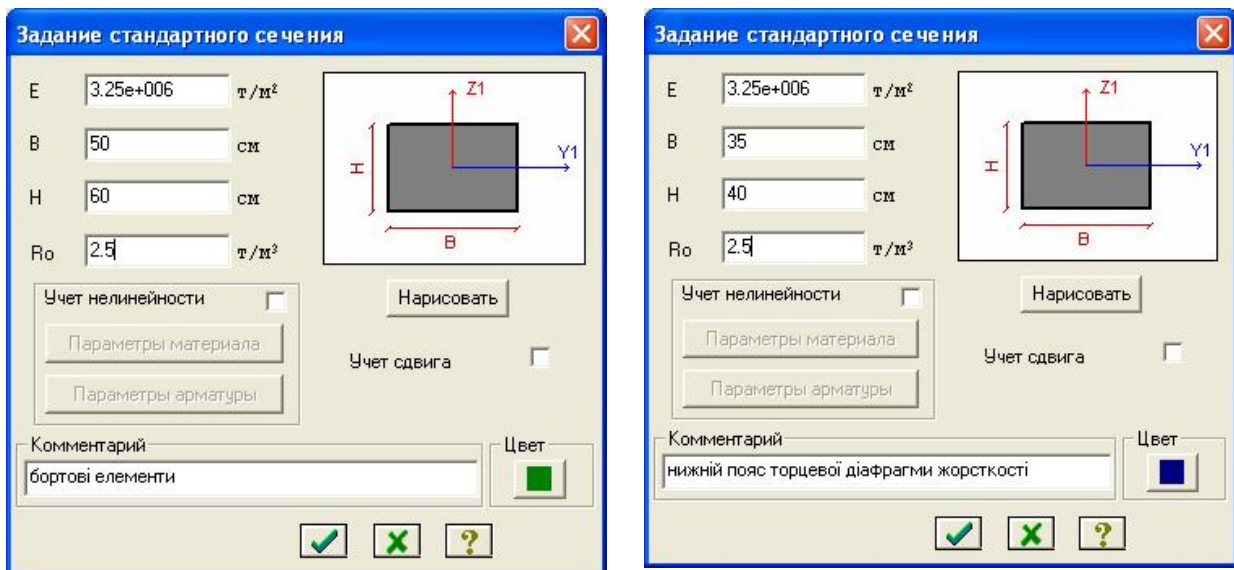 Задание стандартного сечения
E 3.25e+006 т/м²
B 50 см
H 60 см
Ro 2.5 т/м³
Z1
Y1
H
B
Учет нелинейности
Нарисовать
Параметры материала
Учет сдвига
Параметры арматуры
Комментарий
Цвет
бортові елементи
?
Задание стандартного сечения
E 3.25e+006 т/м²
B 35 см
H 40 см
Ro 2.5 т/м³
Z1
Y1
H
B
Учет нелинейности
Нарисовать
Параметры материала
Учет сдвига
Параметры арматуры
Комментарий
Цвет
нижній пояс торцевої діафрагми жорсткості
?